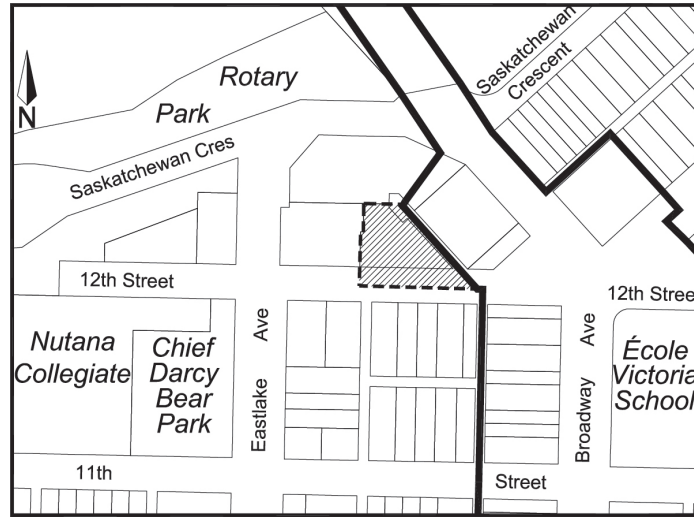 Rotary
Park
N
Saskatchewan Cres
Saskatchewan
Crescent
12th Street
12th Stree
Nutana
Collegiate
Chief
Darcy
Bear
Park
Eastlake
Ave
Broadway
Ave
École
Victoria
School
11th
Street